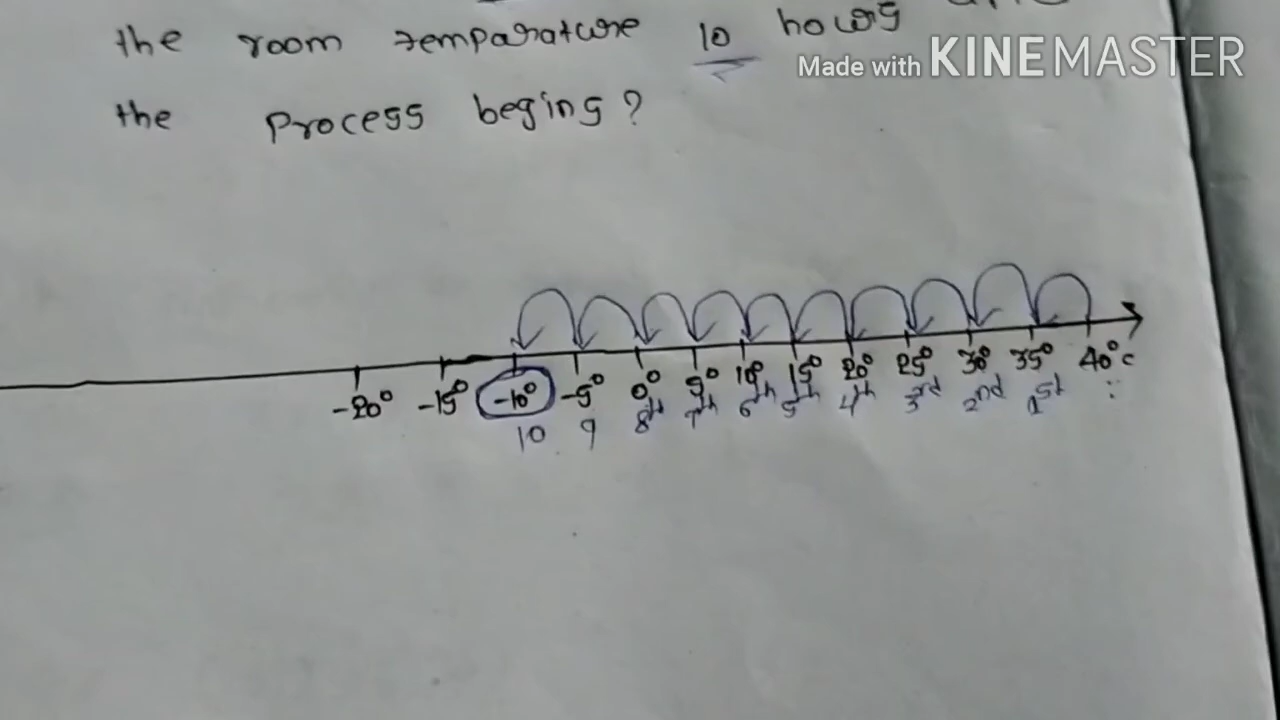 the room temparature 10 hours
Made with KINEMASTER
the process begins?
-20° -15° -10° -5° 0° 5° 10° 15° 20° 25° 30° 35° 40°c
10 9 8th 7th 6th 5th 4th 3rd 2nd 1st